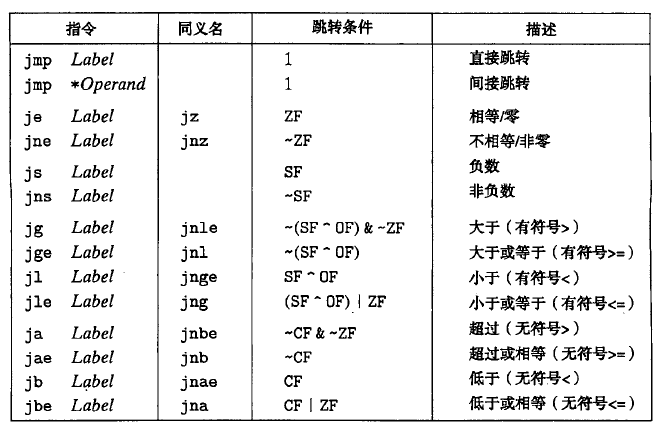 指令 同义名 跳转条件 描述
jmp Label 1 直接跳转
jmp *Operand 1 间接跳转
je Label jz ZF 相等/零
jne Label jnz ~ZF 不相等/非零
js Label SF 负数
jns Label ~SF 非负数
jg Label jnle ~(SF ^ OF) & ~ZF 大于（有符号>）
jge Label jnl ~(SF ^ OF) 大于或等于（有符号>=）
jl Label jnge SF ^ OF 小于（有符号<）
jle Label jng (SF ^ OF) | ZF 小于或等于（有符号<=）
ja Label jnbe ~CF & ~ZF 超过（无符号>）
jae Label jnb ~CF 超过或相等（无符号>=）
jb Label jnae CF 低于（无符号<）
jbe Label jna CF | ZF 低于或相等（无符号<=）